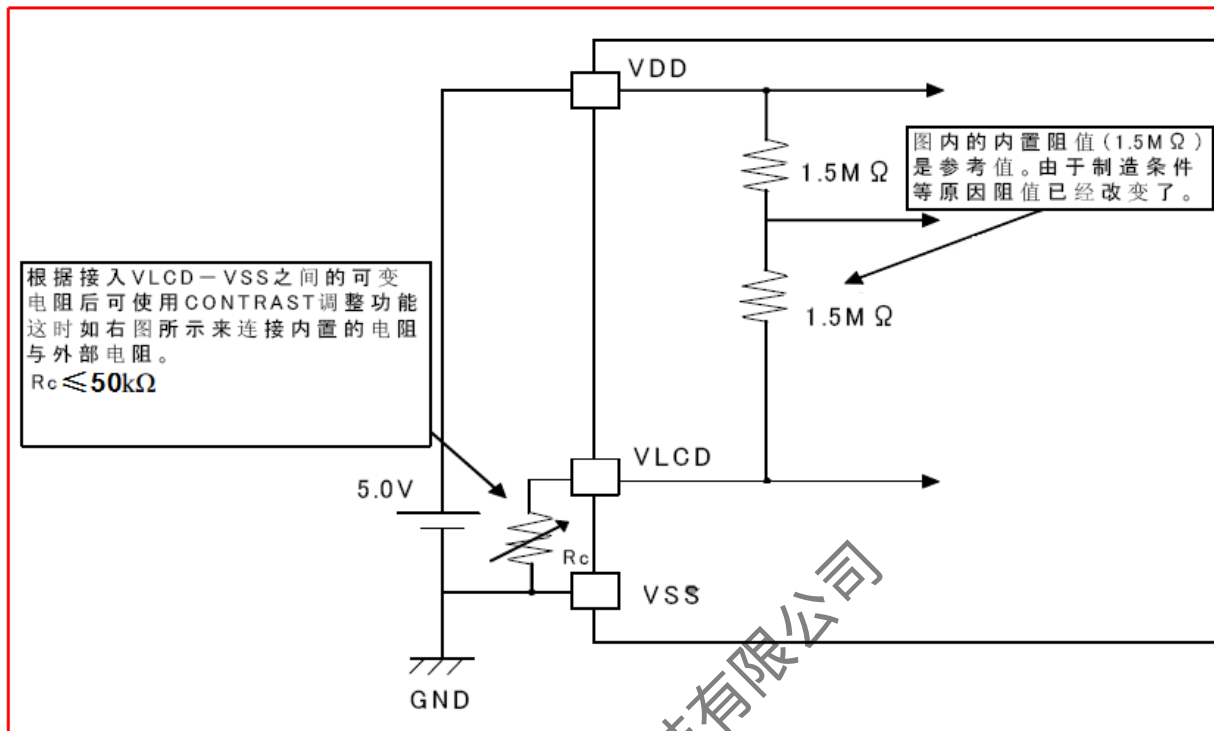 VDD
图内的内置阻值(1.5MΩ)
是参考值。由于制造条件
等原因阻值已经改变了。
1.5MΩ
根据接入VLCD－VSS之间的可变
电阻后可使用CONTRAST调整功能
这时如右图所示来连接内置的电阻
与外部电阻。
Rc≤50kΩ
1.5MΩ
VLCD
5.0V
Rc
VSS
GND
技有限公司